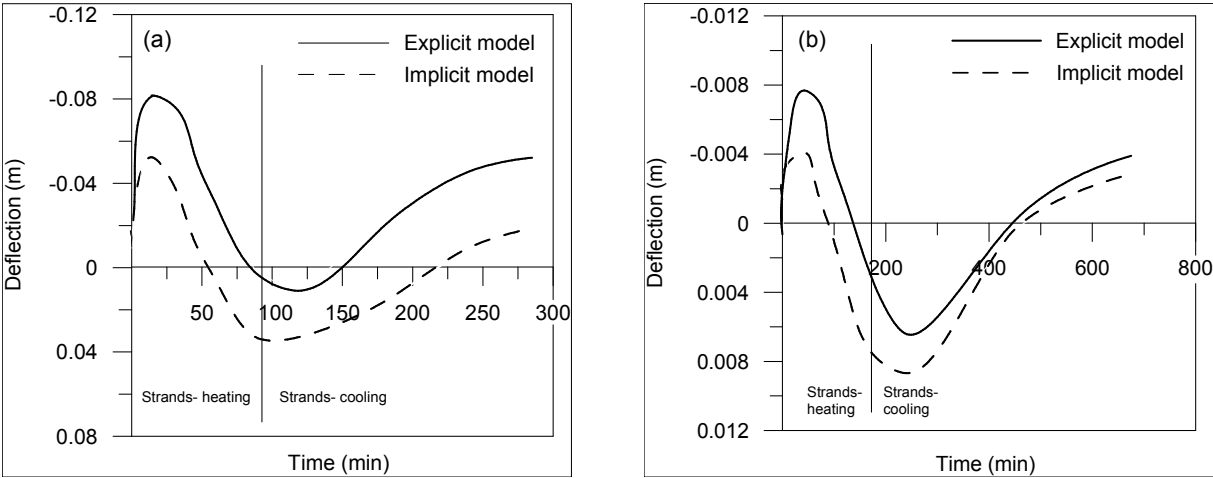 -0.12
(a)
Explicit model
Implicit model
-0.08
-0.04
Deflection (m)
0
50 100 150 200 250 300
0.04
Strands- heating Strands- cooling
0.08
Time (min)
-0.012
(b)
Explicit model
Implicit model
-0.008
-0.004
Deflection (m)
0
200 400 600 800
0.004
0.008
Strands-
heating
Strands-
cooling
0.012
Time (min)